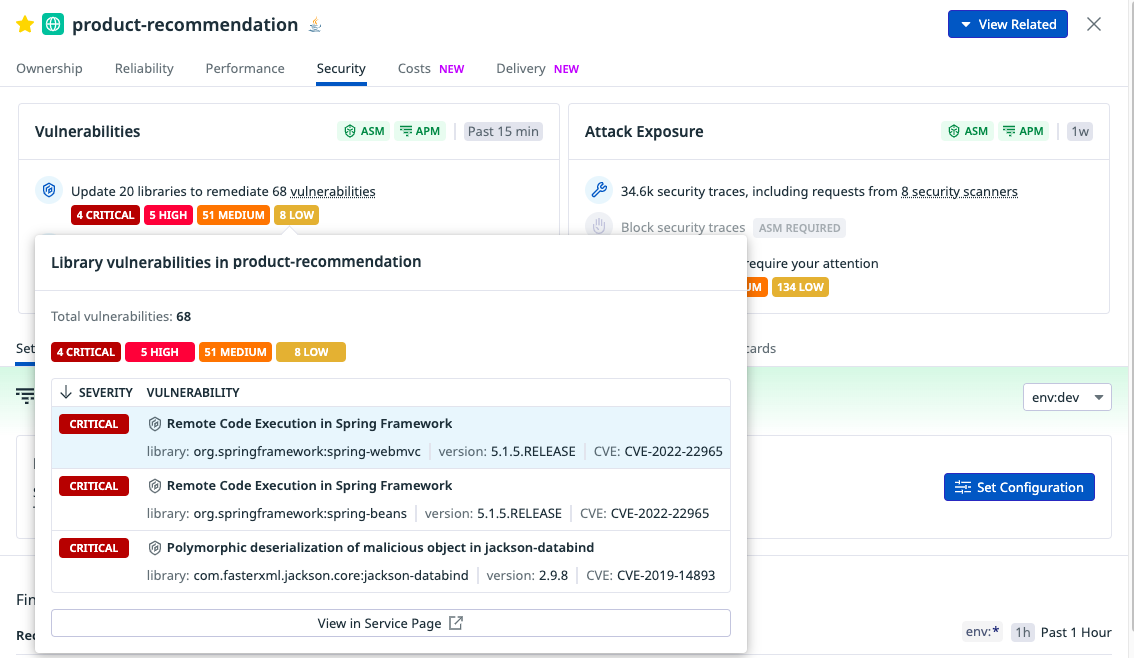 product-recommendation
View Related
Ownership Reliability Performance Security Costs NEW Delivery NEW
Vulnerabilities ASM APM Past 15 min
Update 20 libraries to remediate 68 vulnerabilities
4 CRITICAL 5 HIGH 51 MEDIUM 8 LOW
Attack Exposure ASM APM 1w
34.6k security traces, including requests from 8 security scanners
Block security traces ASM REQUIRED
require your attention
134 LOW
Library vulnerabilities in product-recommendation
Total vulnerabilities: 68
4 CRITICAL 5 HIGH 51 MEDIUM 8 LOW
SEVERITY VULNERABILITY
CRITICAL Remote Code Execution in Spring Framework
library: org.springframework:spring-webmvc version: 5.1.5.RELEASE CVE: CVE-2022-22965
CRITICAL Remote Code Execution in Spring Framework
library: org.springframework:spring-beans version: 5.1.5.RELEASE CVE: CVE-2022-22965
CRITICAL Polymorphic deserialization of malicious object in jackson-databind
library: com.fasterxml.jackson.core:jackson-databind version: 2.9.8 CVE: CVE-2019-14893
View in Service Page
env:dev
Set Configuration
env:* 1h Past 1 Hour